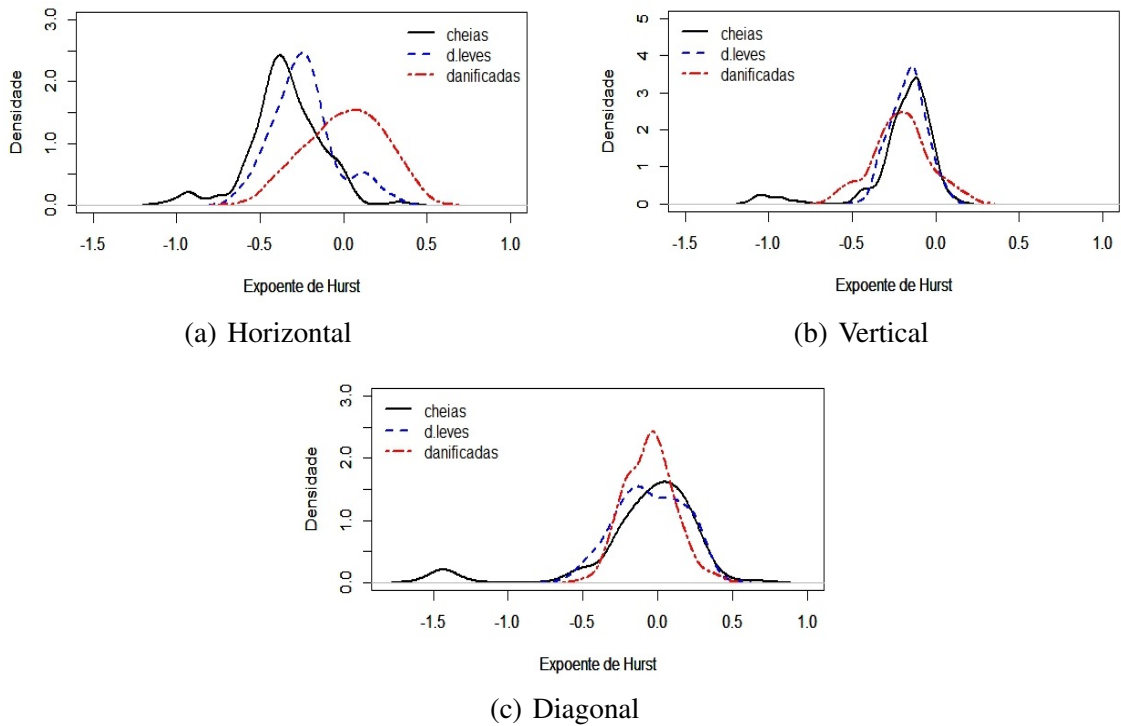 3.0
2.0
1.0
0.0
Densidade
cheias
d.leves
danificadas
-1.5 -1.0 -0.5 0.0 0.5 1.0
Expoente de Hurst
(a) Horizontal
5
4
3
2
1
0
Densidade
cheias
d.leves
danificadas
-1.5 -1.0 -0.5 0.0 0.5 1.0
Expoente de Hurst
(b) Vertical
3.0
2.0
1.0
0.0
Densidade
cheias
d.leves
danificadas
-1.5 -1.0 -0.5 0.0 0.5 1.0
Expoente de Hurst
(c) Diagonal